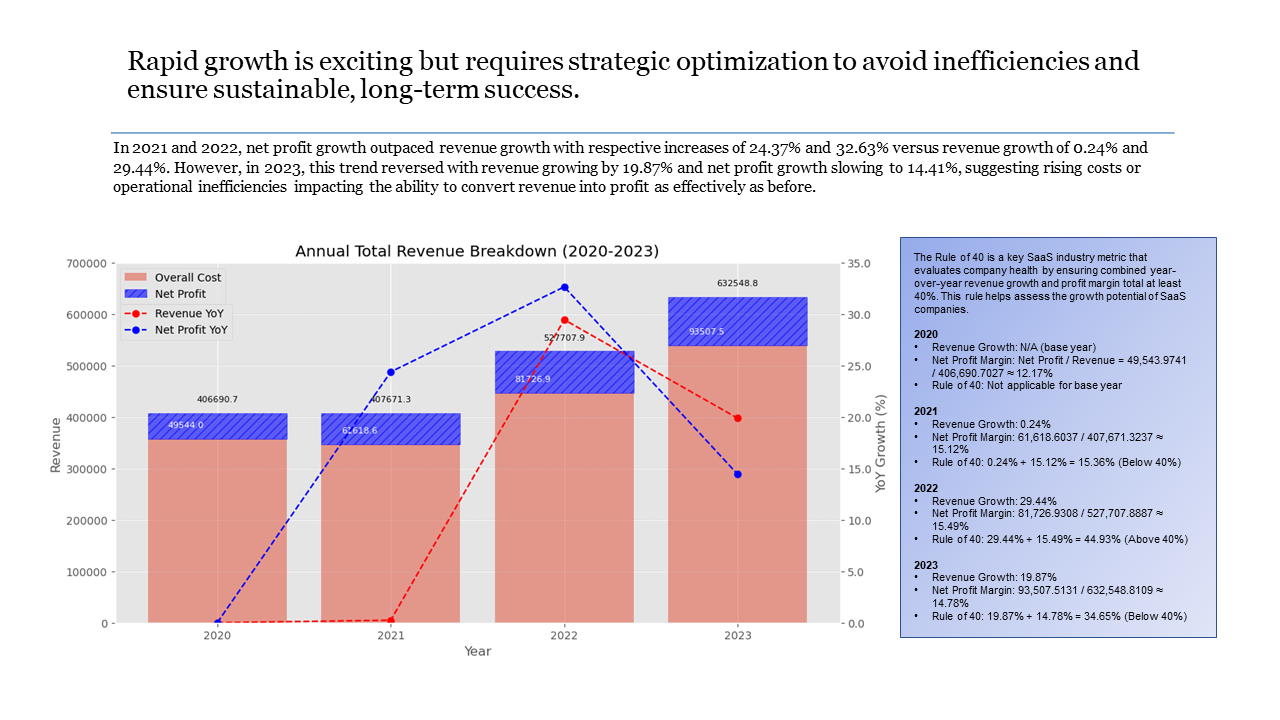 Rapid growth is exciting but requires strategic optimization to avoid inefficiencies and
ensure sustainable, long-term success.
In 2021 and 2022, net profit growth outpaced revenue growth with respective increases of 24.37% and 32.63% versus revenue growth of 0.24% and
29.44%. However, in 2023, this trend reversed with revenue growing by 19.87% and net profit growth slowing to 14.41%, suggesting rising costs or
operational inefficiencies impacting the ability to convert revenue into profit as effectively as before.
Annual Total Revenue Breakdown (2020-2023)
Overall Cost
Net Profit
Revenue YoY
Net Profit YoY
Revenue
700000
600000
500000
400000
300000
200000
100000
0
406690.7
49544.0
407671.3
61618.6
527707.9
81726.9
632548.8
93507.5
35.0
30.0
25.0
20.0
15.0
10.0
5.0
0.0
YoY Growth (%)
2020 2021 2022 2023
Year
The Rule of 40 is a key SaaS industry metric that
evaluates company health by ensuring combined year-
over-year revenue growth and profit margin total at least
40%. This rule helps assess the growth potential of SaaS
companies.
2020
• Revenue Growth: N/A (base year)
• Net Profit Margin: Net Profit / Revenue = 49,543.9741
/ 406,690.7027 ≈ 12.17%
• Rule of 40: Not applicable for base year
2021
• Revenue Growth: 0.24%
• Net Profit Margin: 61,618.6037 / 407,671.3237 ≈
15.12%
• Rule of 40: 0.24% + 15.12% = 15.36% (Below 40%)
2022
• Revenue Growth: 29.44%
• Net Profit Margin: 81,726.9308 / 527,707.8887 ≈
15.49%
• Rule of 40: 29.44% + 15.49% = 44.93% (Above 40%)
2023
• Revenue Growth: 19.87%
• Net Profit Margin: 93,507.5131 / 632,548.8109 ≈
14.78%
• Rule of 40: 19.87% + 14.78% = 34.65% (Below 40%)